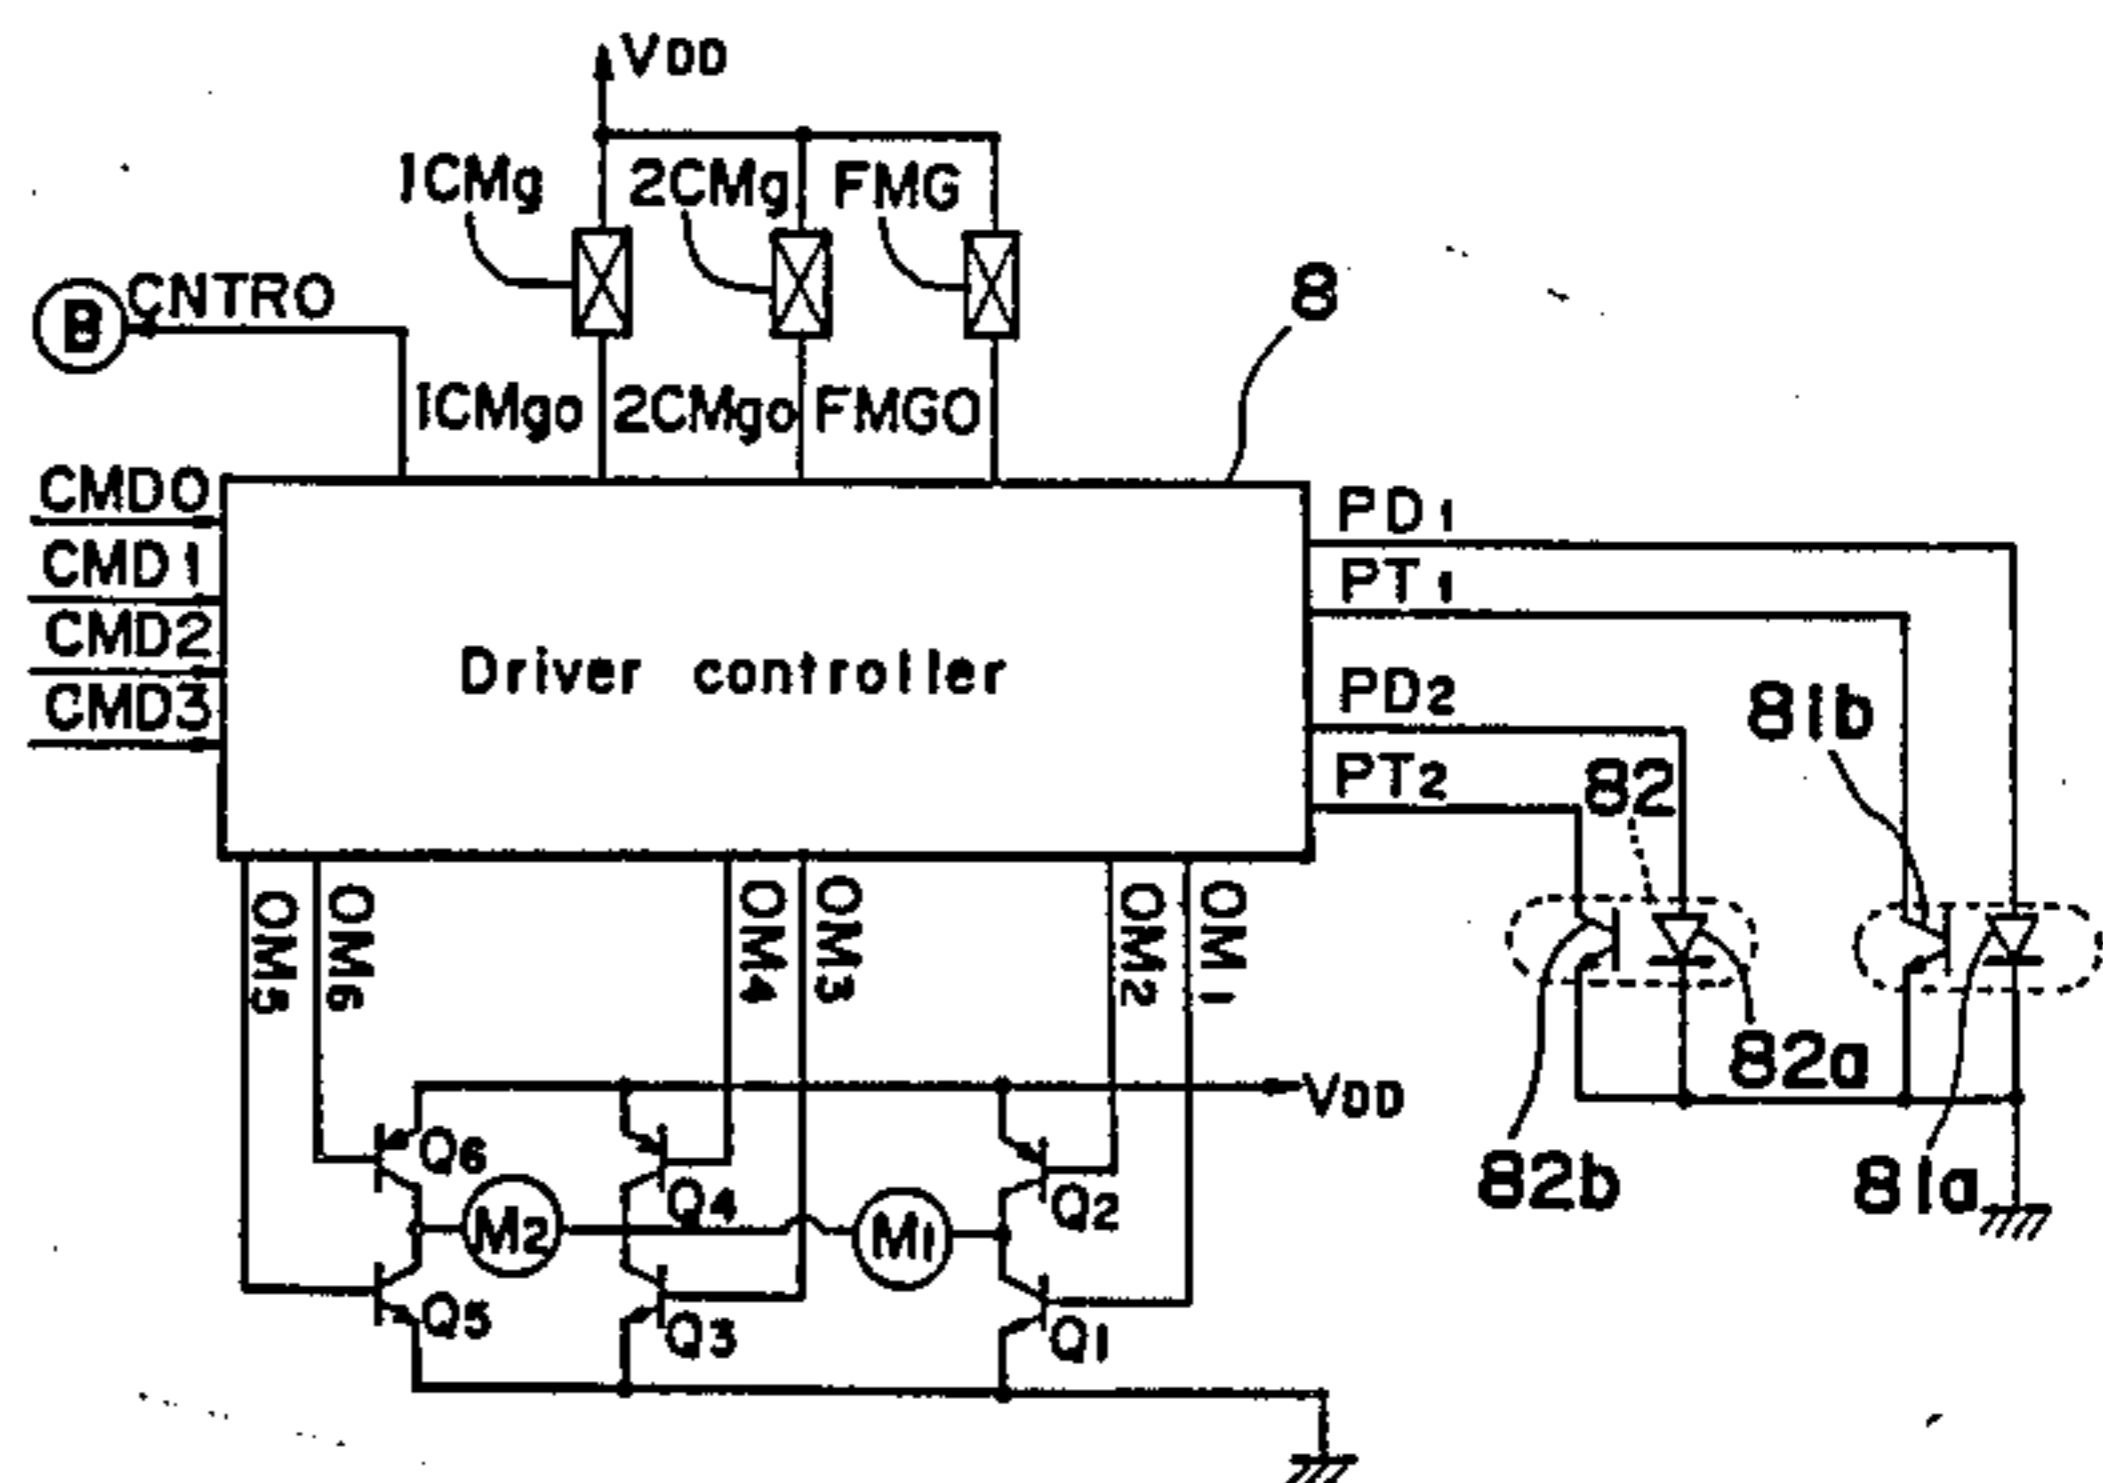 VDD
1CMg 2CMg FMG
B CNTRO
8
1CMgo 2CMgo FMGO
CMD0
CMD1
CMD2
CMD3
Driver controller
PD1
PT1
PD2
PT2
81b
82
OM5 OM6 OM4 OM3 OM2 OM1
82a
82b
81a
VDD
Q6 Q4 Q2
M2 M1
Q5 Q3 Q1